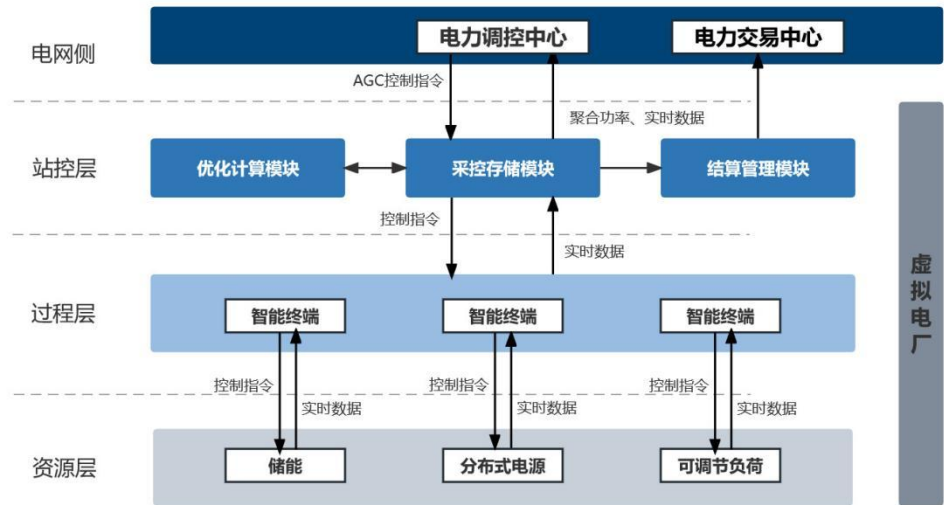 电网侧
电力调控中心
电力交易中心
AGC控制指令
聚合功率、实时数据
站控层
优化计算模块
采控存储模块
结算管理模块
控制指令
实时数据
过程层
智能终端
智能终端
智能终端
控制指令
实时数据
控制指令
实时数据
控制指令
实时数据
资源层
储能
分布式电源
可调节负荷
虚拟电厂